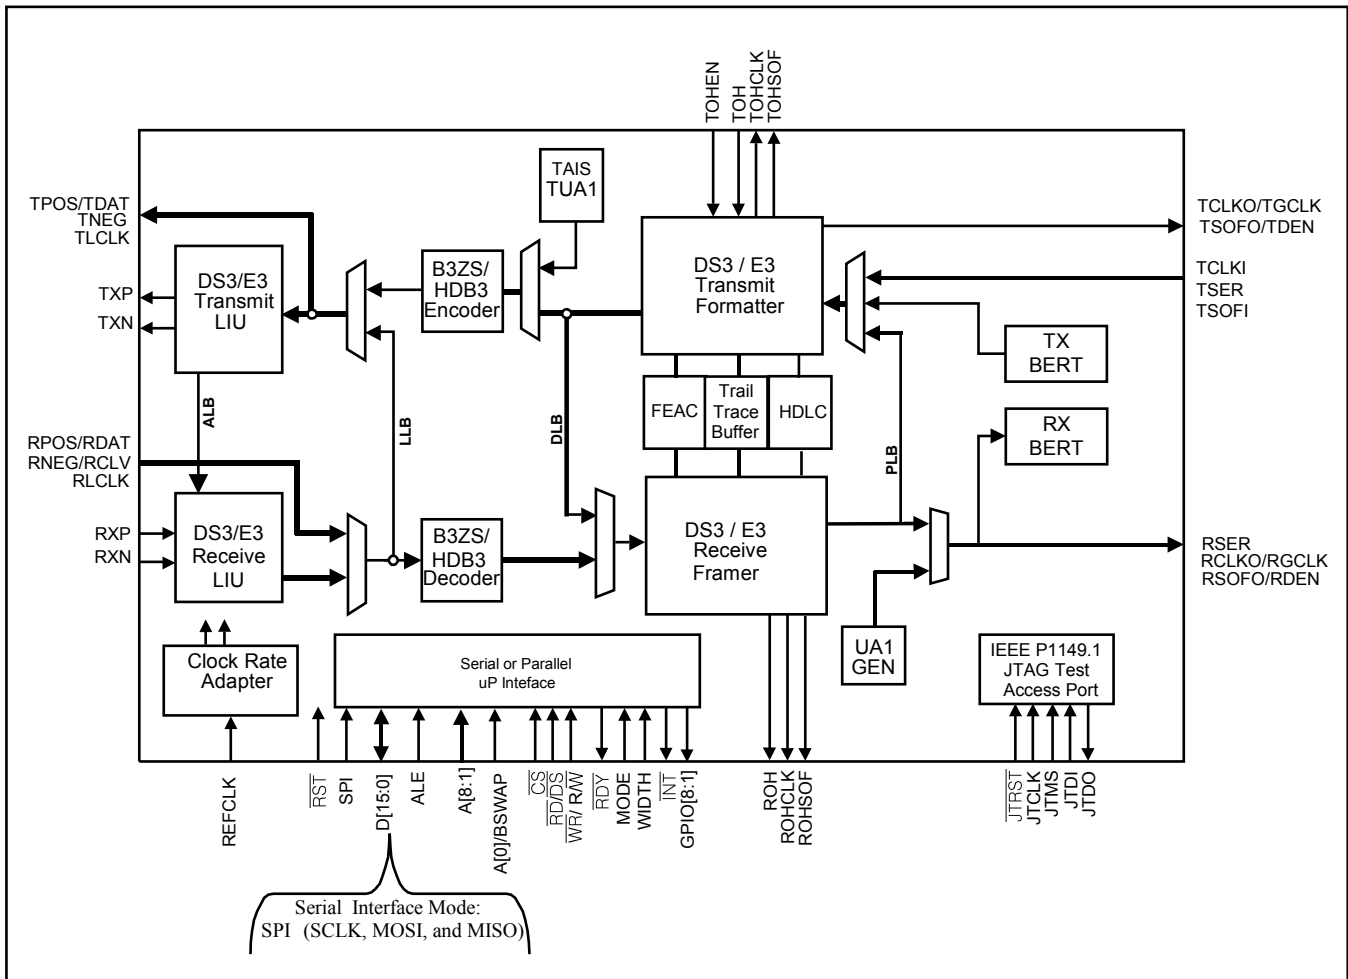 TOHEN
TOH
TOHCLK
TOHSOF
TAIS
TUA1
TPOS/TDAT
TNEG
TLCLK
TCLKO/TGCLK
TSOFO/TDEN
DS3/E3
Transmit
LIU
B3ZS/
HDB3
Encoder
DS3 / E3
Transmit
Formatter
TCLKI
TSER
TSOFI
TXP
TXN
TX
BERT
FEAC
Trail
Trace
Buffer
HDLC
ALB
LLB
DLB
PLB
RX
BERT
RPOS/RDAT
RNEG/RCLV
RLCLK
RXP
RXN
DS3/E3
Receive
LIU
B3ZS/
HDB3
Decoder
DS3 / E3
Receive
Framer
RSER
RCLKO/RGCLK
RSOFO/RDEN
Clock Rate
Adapter
Serial or Parallel
uP Inteface
UA1
GEN
IEEE P1149.1
JTAG Test
Access Port
REFCLK
RST
SPI
D[15:0]
ALE
A[8:1]
A[0]/BSWAP
CS
RD/DS
WR/ R/W
RDY
MODE
WIDTH
INT
GPIO[8:1]
ROH
ROHCLK
ROHSOF
JTRST
JTCLK
JTMS
JTDI
JTDO
Serial Interface Mode:
SPI (SCLK, MOSI, and MISO)